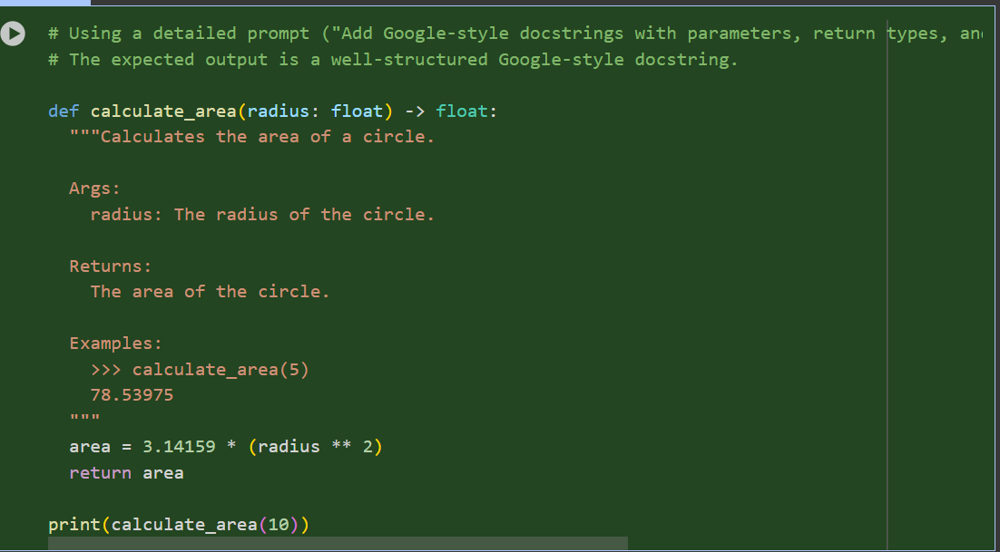 # Using a detailed prompt ("Add Google-style docstrings with parameters, return types, and
# The expected output is a well-structured Google-style docstring.
def calculate_area(radius: float) -> float:
"""Calculates the area of a circle.
Args:
radius: The radius of the circle.
Returns:
The area of the circle.
Examples:
>>> calculate_area(5)
78.53975
"""
area = 3.14159 * (radius ** 2)
return area
print(calculate_area(10))